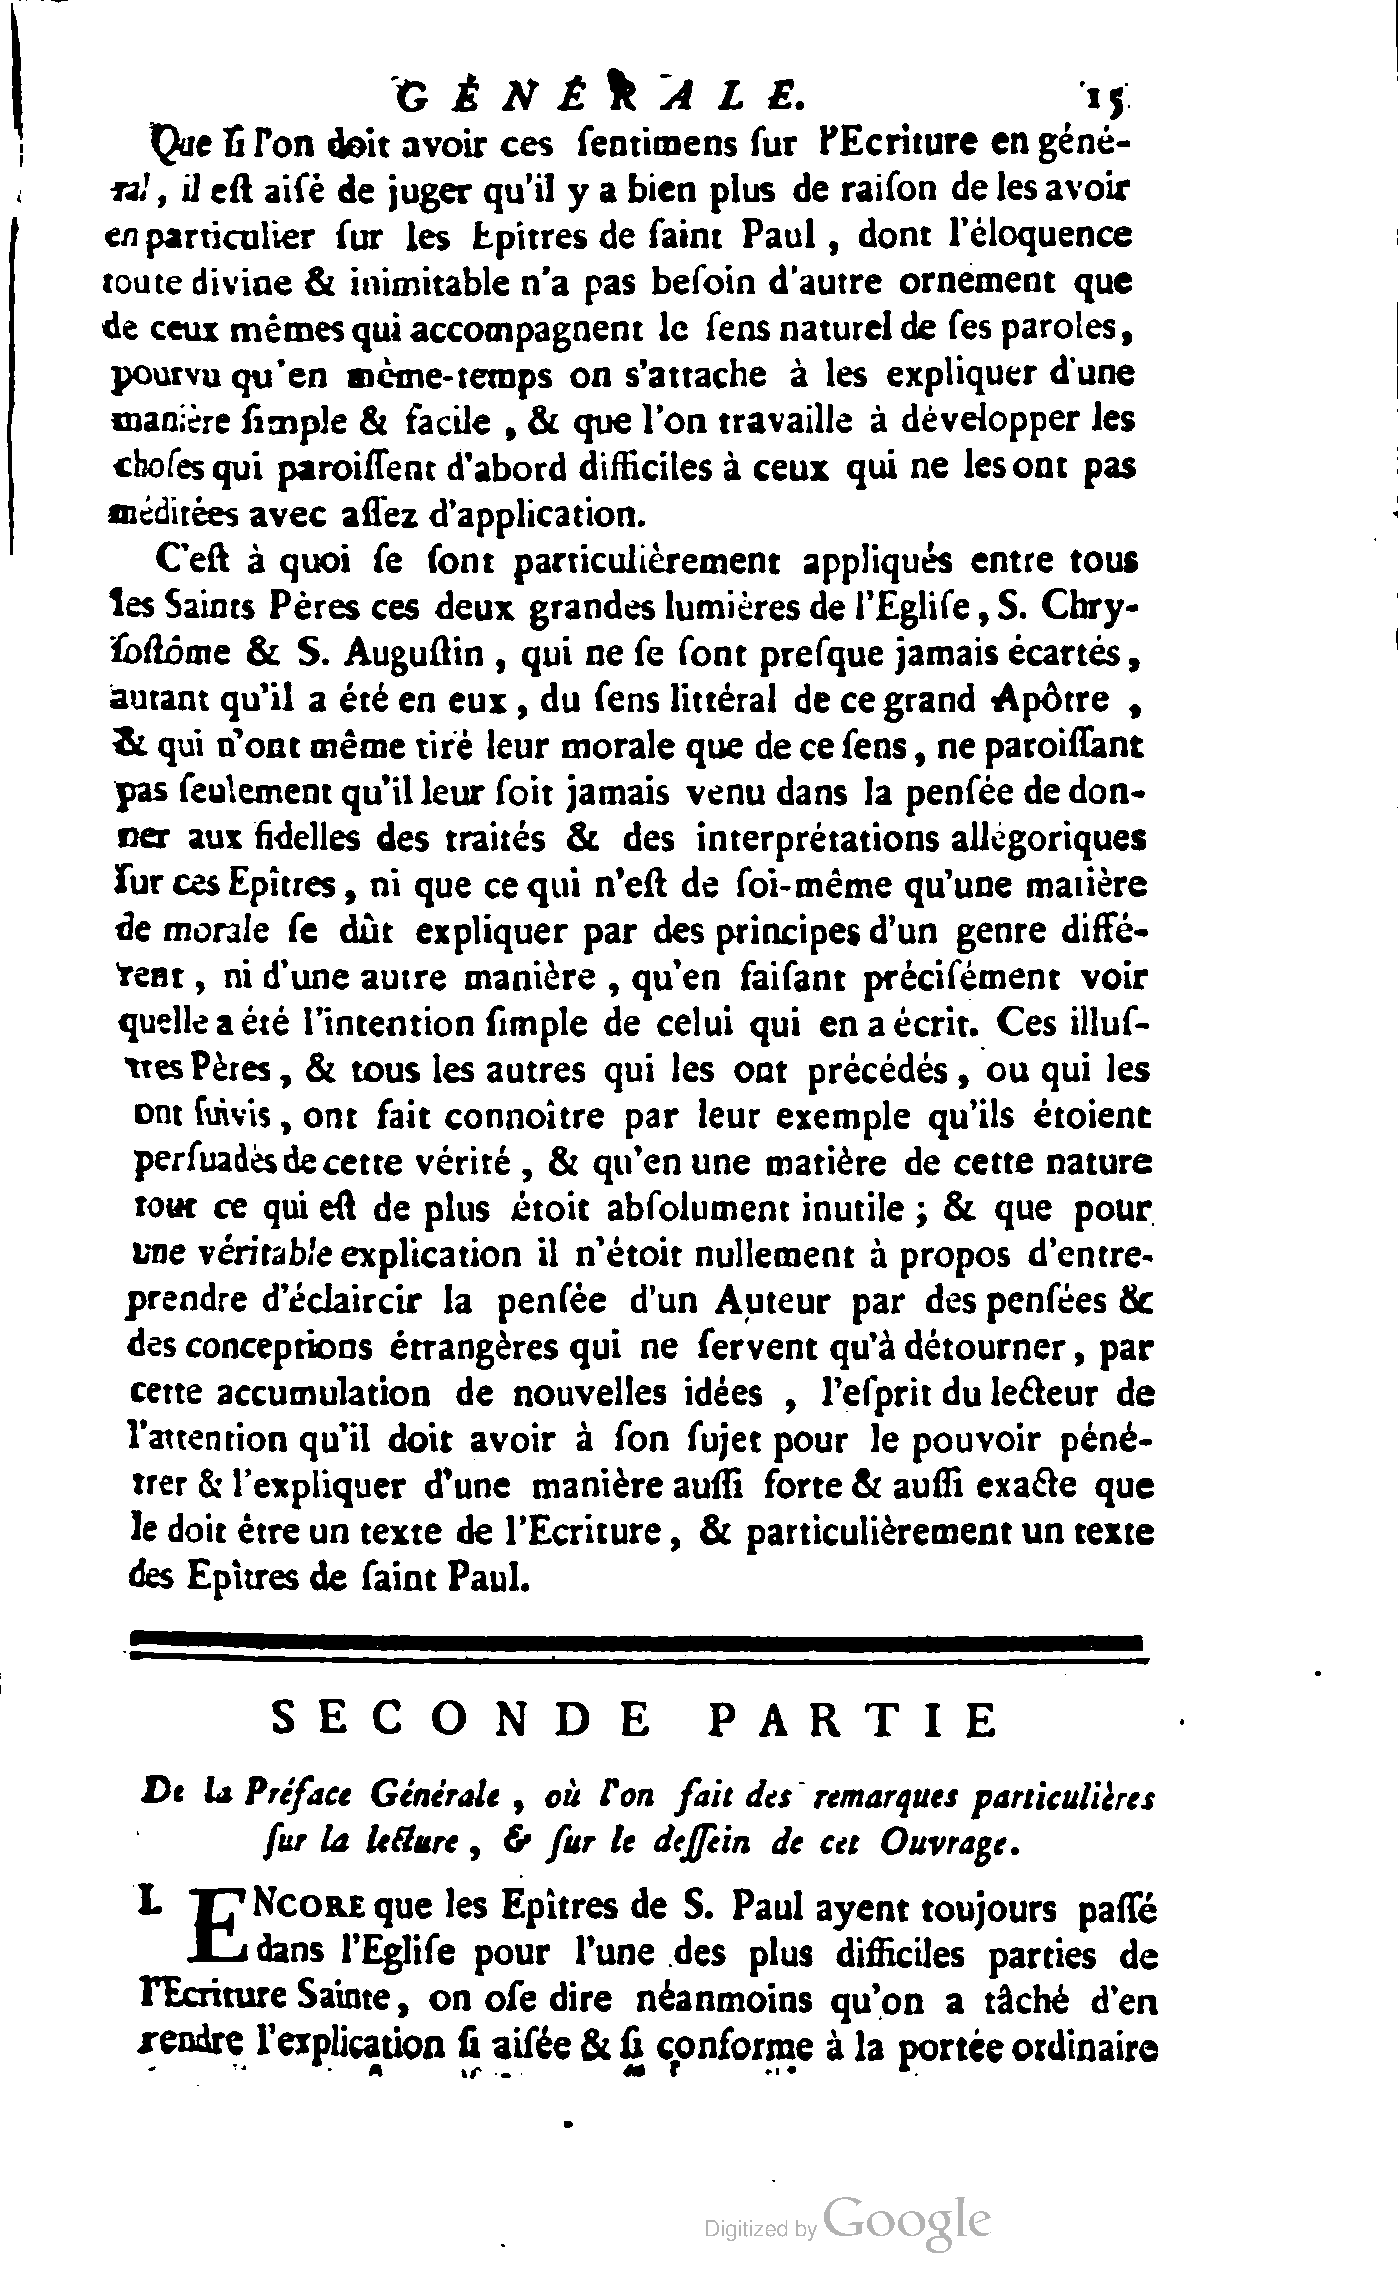 GÉNÉRALE. 15
Que ſi l'on doit avoir ces ſentimens ſur l'Ecriture en géné-
ral, il eſt aiſé de juger qu'il y a bien plus de raiſon de les avoir
en particulier ſur les Epitres de ſaint Paul, dont l'éloquence
toute divine & inimitable n'a pas beſoin d'autre ornement que
de ceux mêmes qui accompagnent le ſens naturel de ſes paroles,
pourvu qu'en même-temps on s'attache à les expliquer d'une
manière ſimple & facile, & que l'on travaille à développer les
choſes qui paroiſſent d'abord difficiles à ceux qui ne les ont pas
méditées avec aſſez d'application.
C'eſt à quoi ſe ſont particulièrement appliqués entre tous
les Saints Pères ces deux grandes lumières de l'Egliſe, S. Chry-
ſoſtôme & S. Auguſtin, qui ne ſe ſont preſque jamais écartés,
autant qu'il a été en eux, du ſens littéral de ce grand Apôtre,
& qui n'ont même tiré leur morale que de ce ſens, ne paroiſſant
pas ſeulement qu'il leur ſoit jamais venu dans la penſée de don-
ner aux fidelles des traités & des interprétations allégoriques
ſur ces Epîtres, ni que ce qui n'eſt de ſoi-même qu'une matière
de morale ſe dût expliquer par des principes d'un genre diffé-
rent, ni d'une autre manière, qu'en faiſant préciſément voir
quelle a été l'intention ſimple de celui qui en a écrit. Ces illuſ-
tres Pères, & tous les autres qui les ont précédés, ou qui les
ont ſuivis, ont fait connoître par leur exemple qu'ils étoient
perſuadés de cette vérité, & qu'en une matière de cette nature
tout ce qui eſt de plus étoit abſolument inutile; & que pour
une véritable explication il n'étoit nullement à propos d'entre-
prendre d'éclaircir la penſée d'un Auteur par des penſées &
des conceptions étrangères qui ne ſervent qu'à détourner, par
cette accumulation de nouvelles idées, l'eſprit du lecteur de
l'attention qu'il doit avoir à ſon ſujet pour le pouvoir péné-
trer & l'expliquer d'une manière auſſi forte & auſſi exacte que
le doit être un texte de l'Ecriture, & particulièrement un texte
des Epîtres de ſaint Paul.
SECONDE PARTIE
De la Préface Générale, où l'on fait des remarques particulières
ſur la lecture, & ſur le deſſein de cet Ouvrage.
I. ENCORE que les Epîtres de S. Paul ayent toujours paſſé
dans l'Egliſe pour l'une des plus difficiles parties de
l'Ecriture Sainte, on oſe dire néanmoins qu'on a tâché d'en
rendre l'explication ſi aiſée & ſi conforme à la portée ordinaire
Digitized by Google